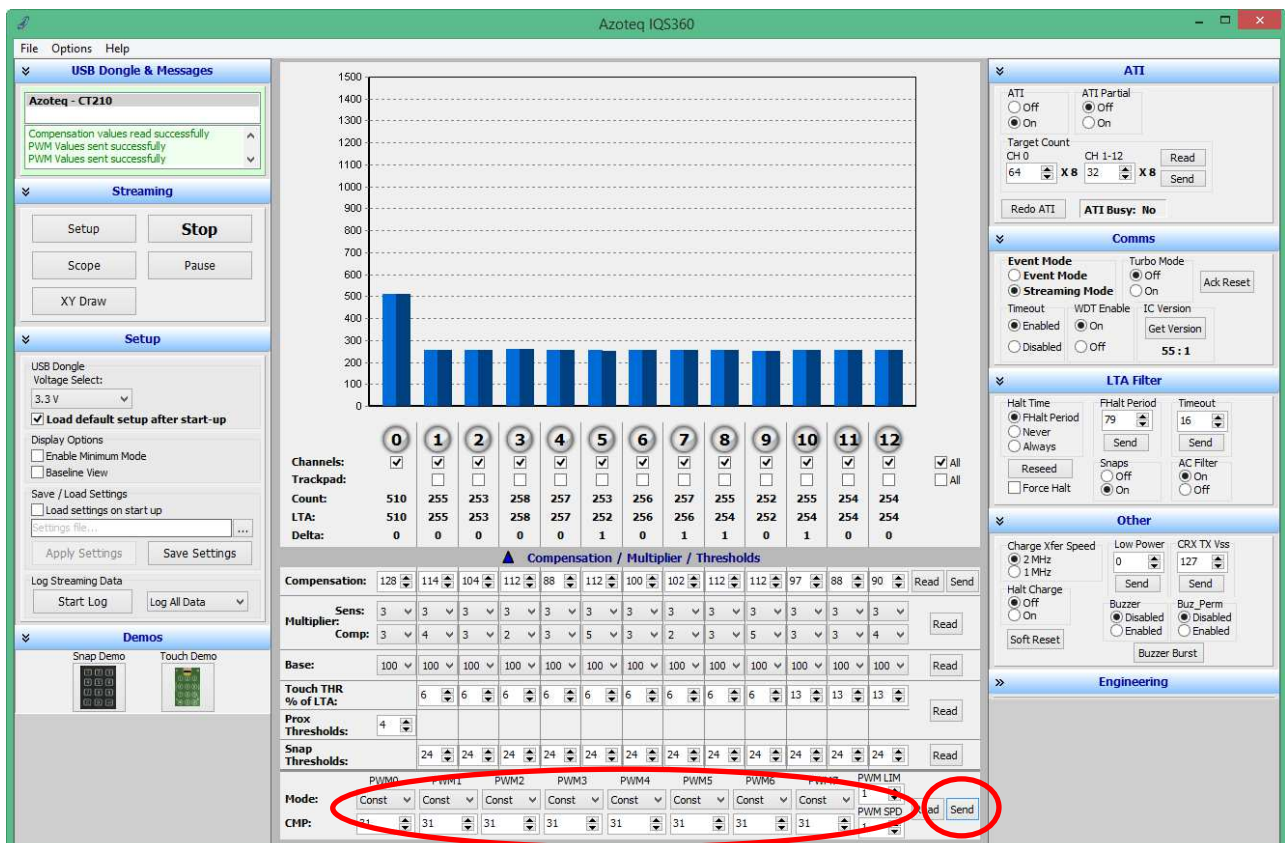 Azoteq IQS360
File Options Help
USB Dongle & Messages
Azoteq - CT210
Compensation values read successfully
PWM Values sent successfully
PWM Values sent successfully
Streaming
Setup Stop
Scope Pause
XY Draw
Setup
USB Dongle
Voltage Select:
3.3 V
Load default setup after start-up
Display Options
Enable Minimum Mode
Baseline View
Save / Load Settings
Load settings on start up
Settings file... ...
Apply Settings Save Settings
Log Streaming Data
Start Log Log All Data
Demos
Snap Demo Touch Demo
1500
1400
1300
1200
1100
1000
900
800
700
600
500
400
300
200
100
0
0 1 2 3 4 5 6 7 8 9 10 11 12
Channels: All
Trackpad: All
Count: 510 255 253 258 257 253 256 257 255 252 255 254 254
LTA: 510 255 253 258 257 252 256 256 254 252 254 254 254
Delta: 0 0 0 0 0 1 0 1 1 0 1 0 0
Compensation / Multiplier / Thresholds
Compensation: 128 114 104 112 88 112 100 102 112 112 97 88 90 Read Send
Multiplier:
Sens: 3 3 3 3 3 3 3 3 3 3 3 3 3
Comp: 3 4 3 2 3 5 3 2 3 5 3 3 4
Read
Base: 100 100 100 100 100 100 100 100 100 100 100 100 100 Read
Touch THR
% of LTA: 6 6 6 6 6 6 6 6 6 13 13 13
Prox
Thresholds: 4
Read
Snap
Thresholds: 24 24 24 24 24 24 24 24 24 24 24 24 Read
PWM0 PWM1 PWM2 PWM3 PWM4 PWM5 PWM6 PWM7 PWM LIM
Mode: Const Const Const Const Const Const Const Const 1
PWM SPD
Read Send
CMP: 31 31 31 31 31 31 31 31 1
ATI
ATI ATI Partial
Off Off
On On
Target Count
CH 0 CH 1-12
64 X 8 32 X 8
Read
Send
Redo ATI ATI Busy: No
Comms
Event Mode Turbo Mode
Event Mode Off
Streaming Mode On
Ack Reset
Timeout WDT Enable IC Version
Enabled On Get Version
Disabled Off 55 : 1
LTA Filter
Halt Time FHalt Period Timeout
FHalt Period 79 16
Never
Always Send Send
Reseed Snaps AC Filter
Off On
Force Halt On Off
Other
Charge Xfer Speed Low Power CRX TX Vss
2 MHz 0 127
1 MHz
Halt Charge Send Send
Off Buzzer Buz_Perm
On Disabled Disabled
Soft Reset Enabled Enabled
Buzzer Burst
Engineering